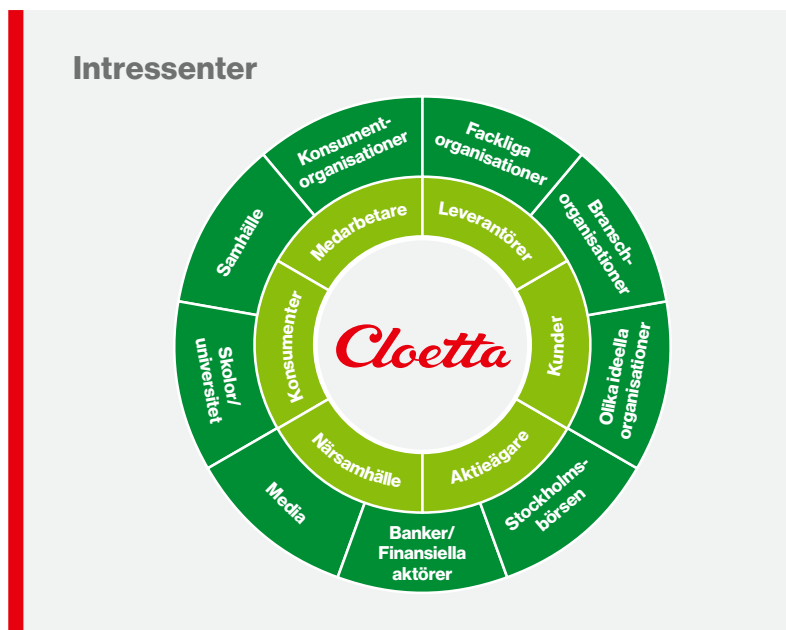 Intressenter
Konsument-
organisationer
Fackliga
organisationer
Bransch-
organisationer
Olika ideella
organisationer
Stockholms-
börsen
Banker/
Finansiella
aktörer
Media
Skolor/
universitet
Samhälle
Medarbetare
Leverantörer
Kunder
Aktieägare
Närsamhälle
Konsumenter
Cloetta